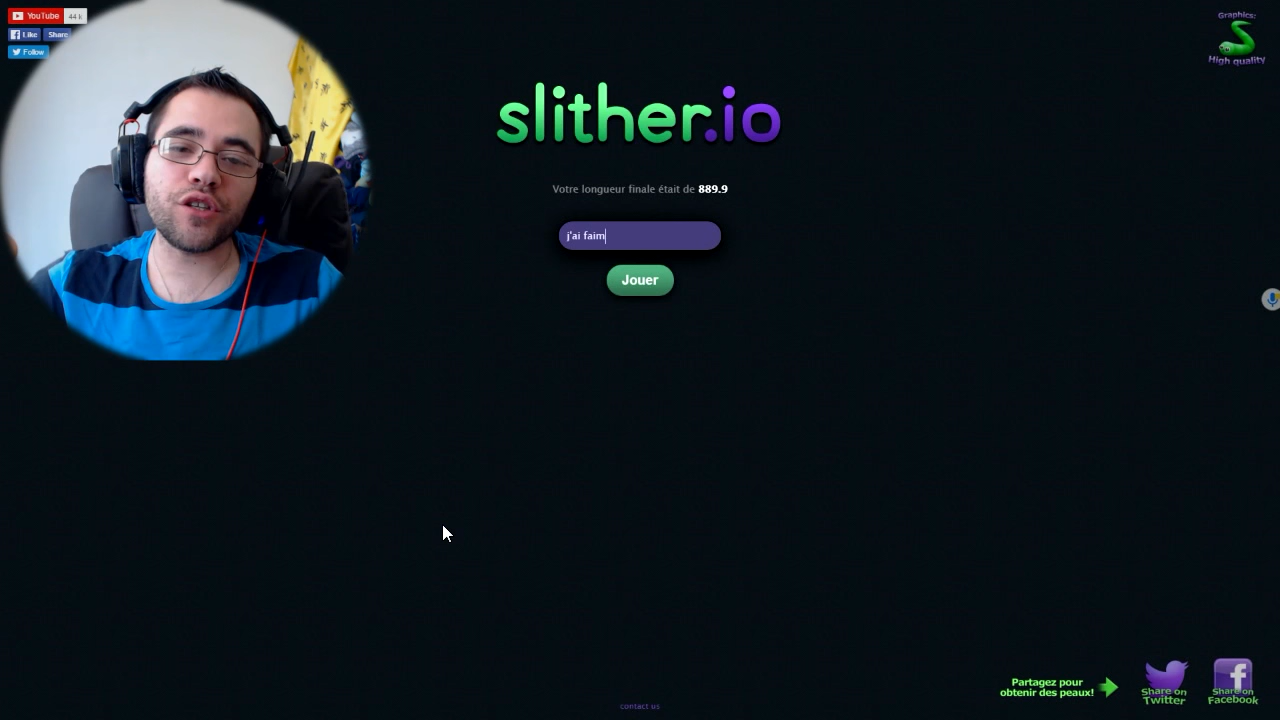 YouTube 44 k
Like Share
Follow
Graphics:
High quality
slither.io
Votre longueur finale était de 889.9
j'ai faim
Jouer
Partagez pour
obtenir des peaux!
Share on
Twitter
Share on
Facebook
contact us